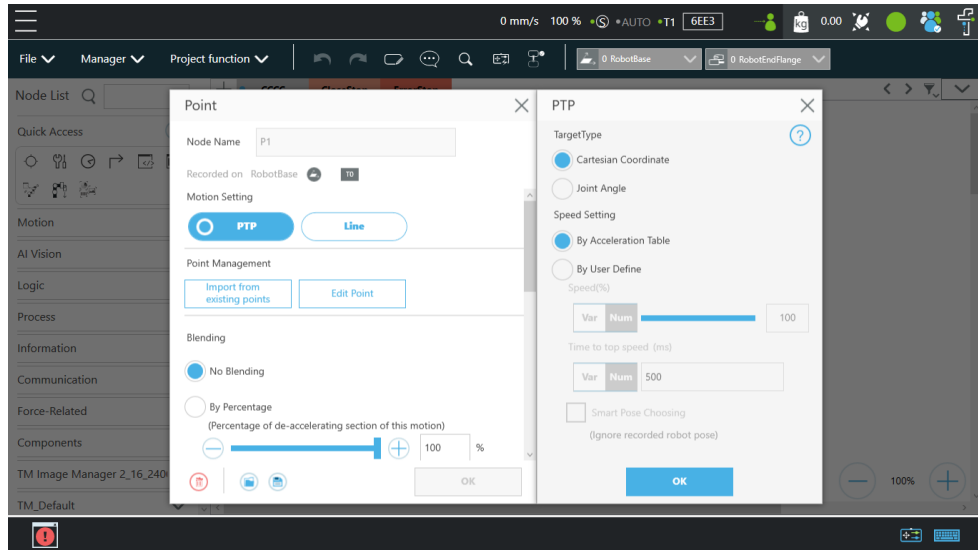 0 mm/s 100 % •Ⓢ •AUTO •T1 6EE3 kg 0.00
File Manager Project function 0 RobotBase 0 RobotEndFlange
Node List
Quick Access
Motion
AI Vision
Logic
Process
Information
Communication
Force-Related
Components
TM Image Manager 2_16_240
TM_Default
Point
Node Name P1
Recorded on RobotBase T0
Motion Setting
PTP Line
Point Management
Import from
existing points
Edit Point
Blending
No Blending
By Percentage
(Percentage of de-accelerating section of this motion)
100 %
OK
PTP
TargetType ?
Cartesian Coordinate
Joint Angle
Speed Setting
By Acceleration Table
By User Define
Speed(%)
Var Num 100
Time to top speed (ms)
Var Num 500
Smart Pose Choosing
(Ignore recorded robot pose)
OK
100%